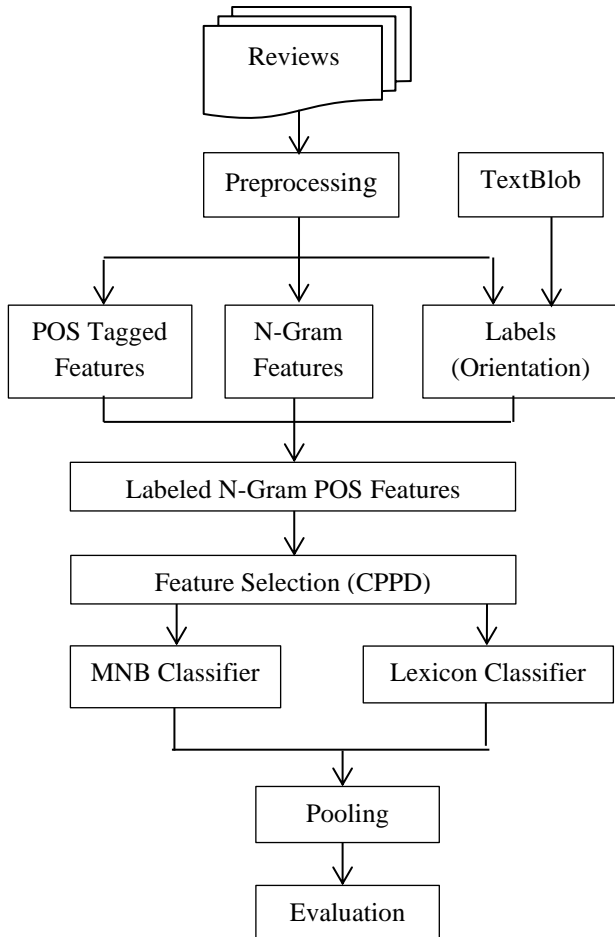 Reviews
Preprocessing
TextBlob
POS Tagged
Features
N-Gram
Features
Labels
(Orientation)
Labeled N-Gram POS Features
Feature Selection (CPPD)
MNB Classifier
Lexicon Classifier
Pooling
Evaluation